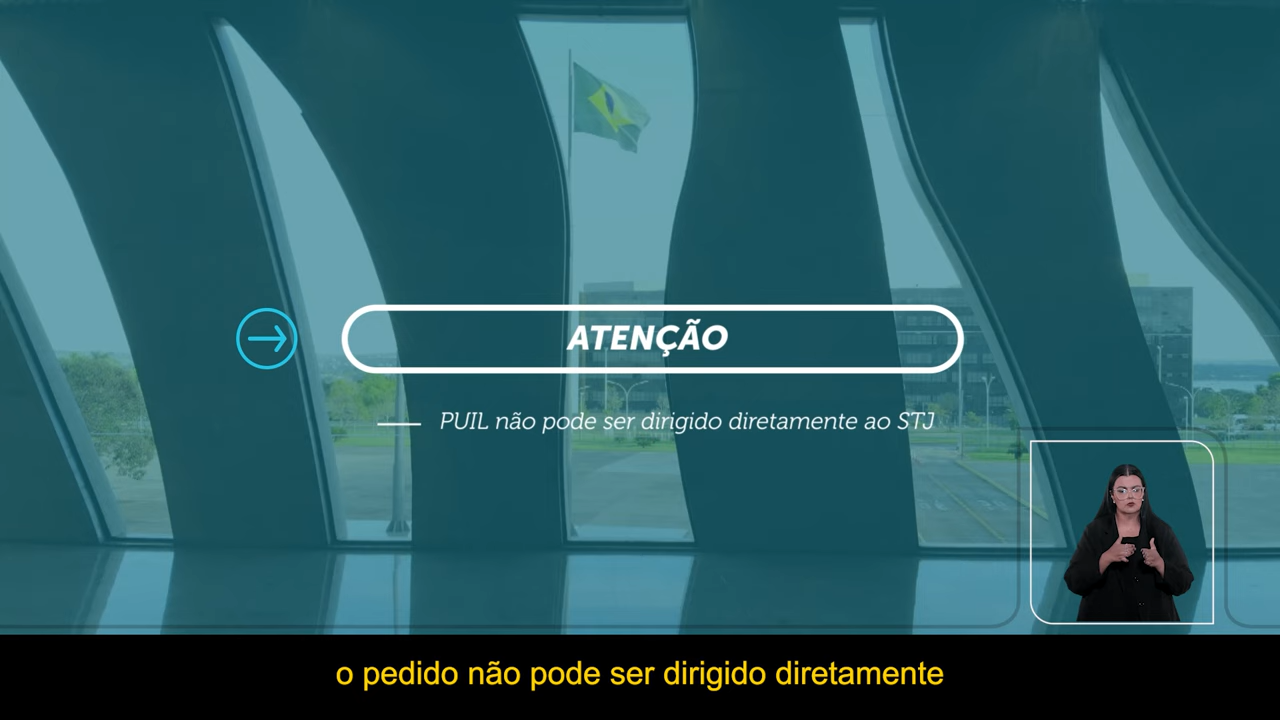 ATENÇÃO
PUIL não pode ser dirigido diretamente ao STJ
o pedido não pode ser dirigido diretamente